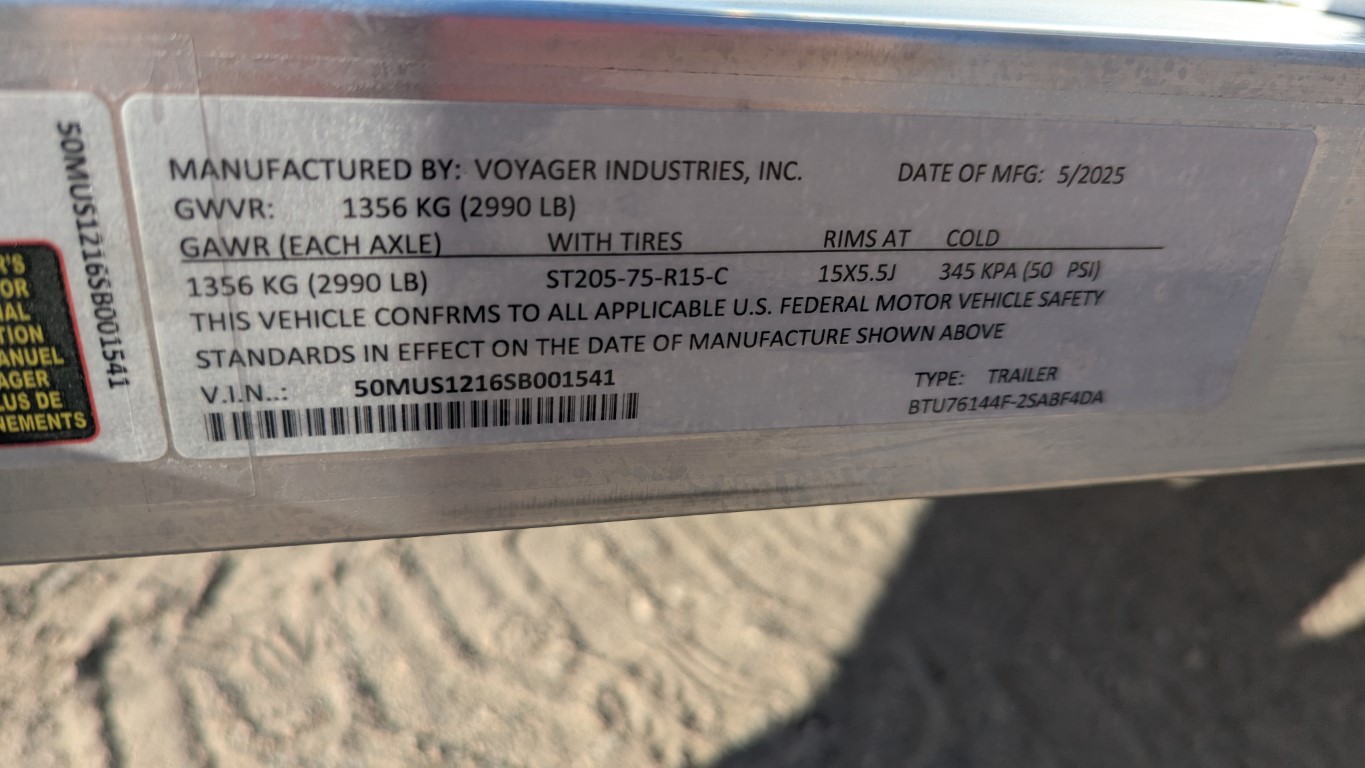 50MUS1216SB001541
R'S
OR
IAL
TION
ANUEL
AGER
LUS DE
NEMENTS
MANUFACTURED BY: VOYAGER INDUSTRIES, INC. DATE OF MFG: 5/2025
GWVR: 1356 KG (2990 LB)
GAWR (EACH AXLE) WITH TIRES RIMS AT COLD
1356 KG (2990 LB) ST205-75-R15-C 15X5.5J 345 KPA (50 PSI)
THIS VEHICLE CONFRMS TO ALL APPLICABLE U.S. FEDERAL MOTOR VEHICLE SAFETY
STANDARDS IN EFFECT ON THE DATE OF MANUFACTURE SHOWN ABOVE
V.I.N..: 50MUS1216SB001541 TYPE: TRAILER
BTU76144F-2SABF4DA